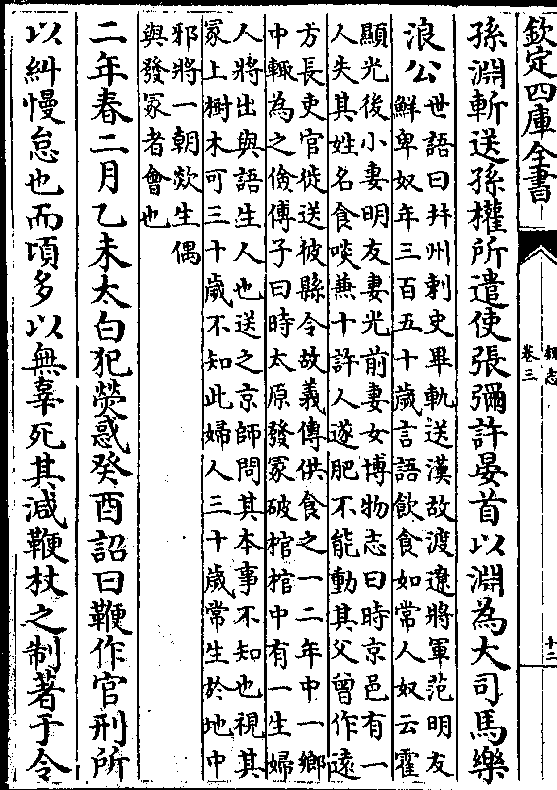 欽定四庫全書
魏志
卷三
十二
孫淵斬送孫權所遣使張彌許晏首以淵為大司馬樂
浪公
世語曰并州刺史畢軌送漢故渡遼將軍范明友
鮮卑奴年三百五十歲言語飲食如常人奴云霍
顯光後小妻明友妻光前妻女博物志曰時京邑有一
人失其姓名食啖兼十許人遂肥不能動其父曾作遠
方長吏官徙送彼縣令故義傳供食之一二年中一鄉
中輙為之儉傅子曰時太原發冢破棺棺中有一生婦
人將出與語生人也送之京師問其本事不知也視其
冢上樹木可三十歲不知此婦人三十歲常生於地中
邪將一朝欻生偶
與發冢者會也
二年春二月乙未太白犯熒惑癸酉詔曰鞭作官刑所
以糾慢怠也而頃多以無辜死其減鞭杖之制著于令